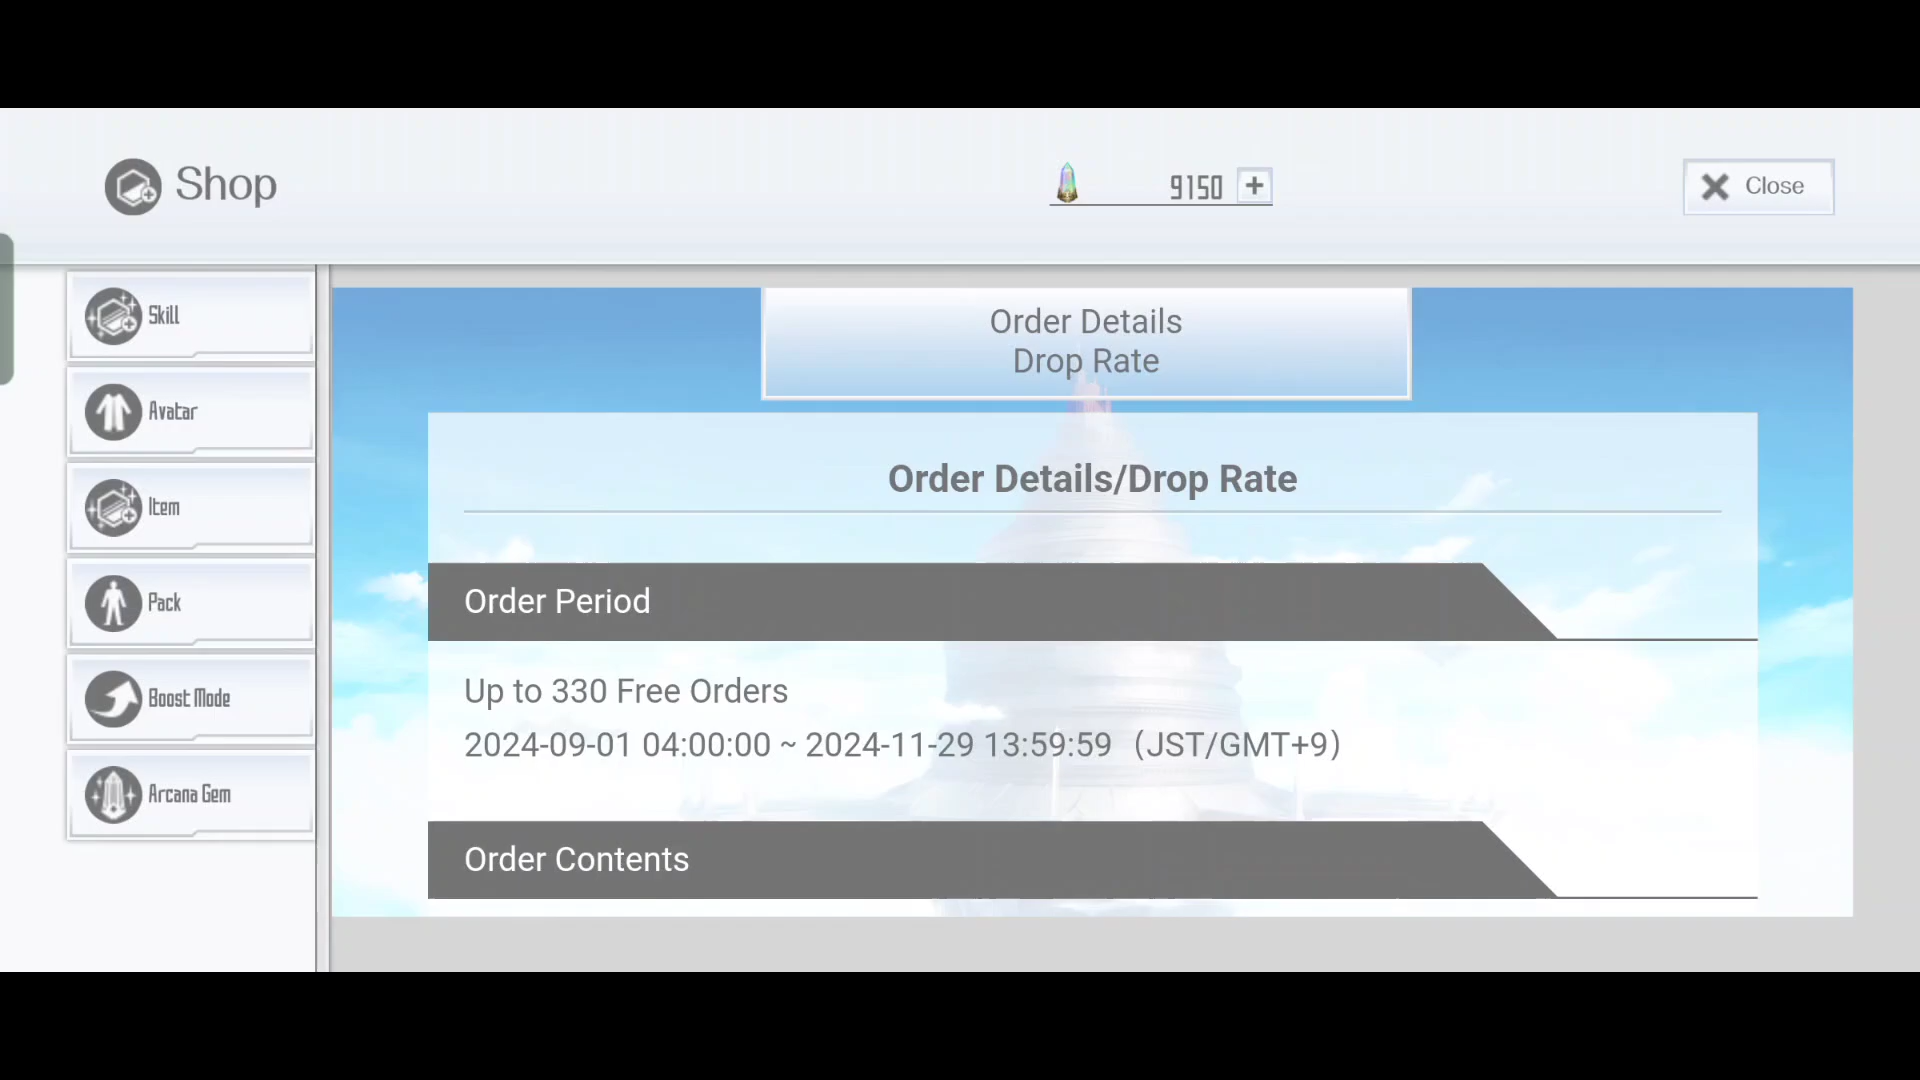 Shop
9150
Close
Skill
Avatar
Item
Pack
Boost Mode
Arcana Gem
Order Details
Drop Rate
Order Details/Drop Rate
Order Period
Up to 330 Free Orders
2024-09-01 04:00:00 ~ 2024-11-29 13:59:59（JST/GMT+9）
Order Contents